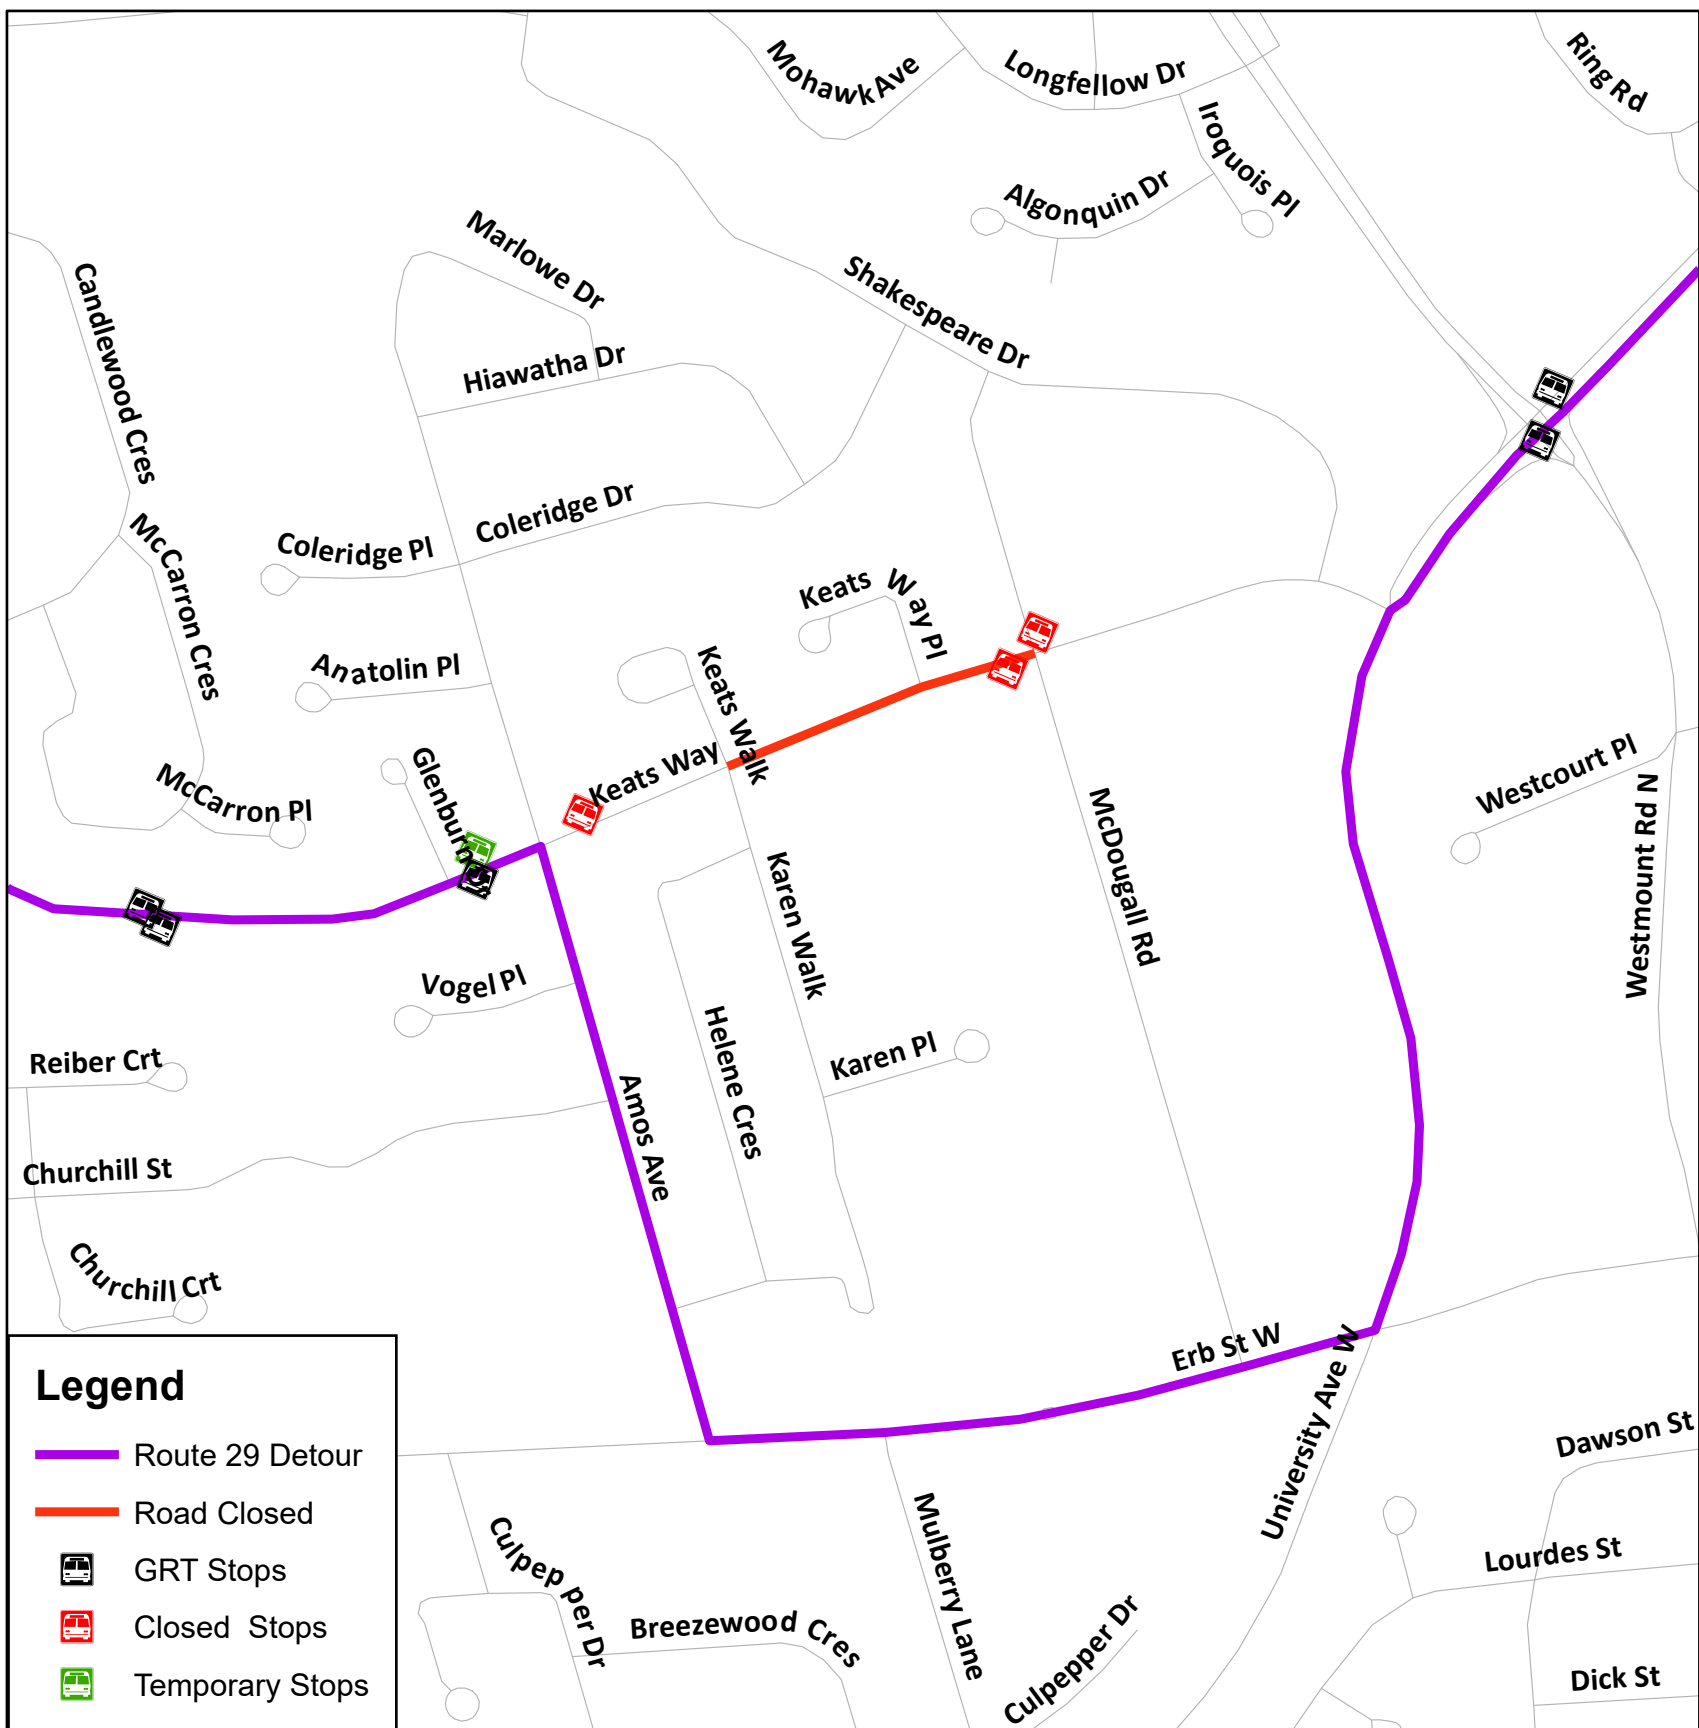 Mohawk Ave
Longfellow Dr
Ring Rd
Iroquois Pl
Algonquin Dr
Marlowe Dr
Shakespeare Dr
Candlewood Cres
Hiawatha Dr
Coleridge Dr
Coleridge Pl
McCarron Cres
Keats Way Pl
Anatolin Pl
Keats Walk
Keats Way
Glenburn
McCarron Pl
Westcourt Pl
Westmount Rd N
McDougall Rd
Karen Walk
Vogel Pl
Helene Cres
Karen Pl
Reiber Crt
Amos Ave
Churchill St
Churchill Crt
Erb St W
University Ave W
Dawson St
Mulberry Lane
Culpepper Dr
Lourdes St
Breezewood Cres
Culpepper Dr
Dick St
Legend
Route 29 Detour
Road Closed
GRT Stops
Closed Stops
Temporary Stops